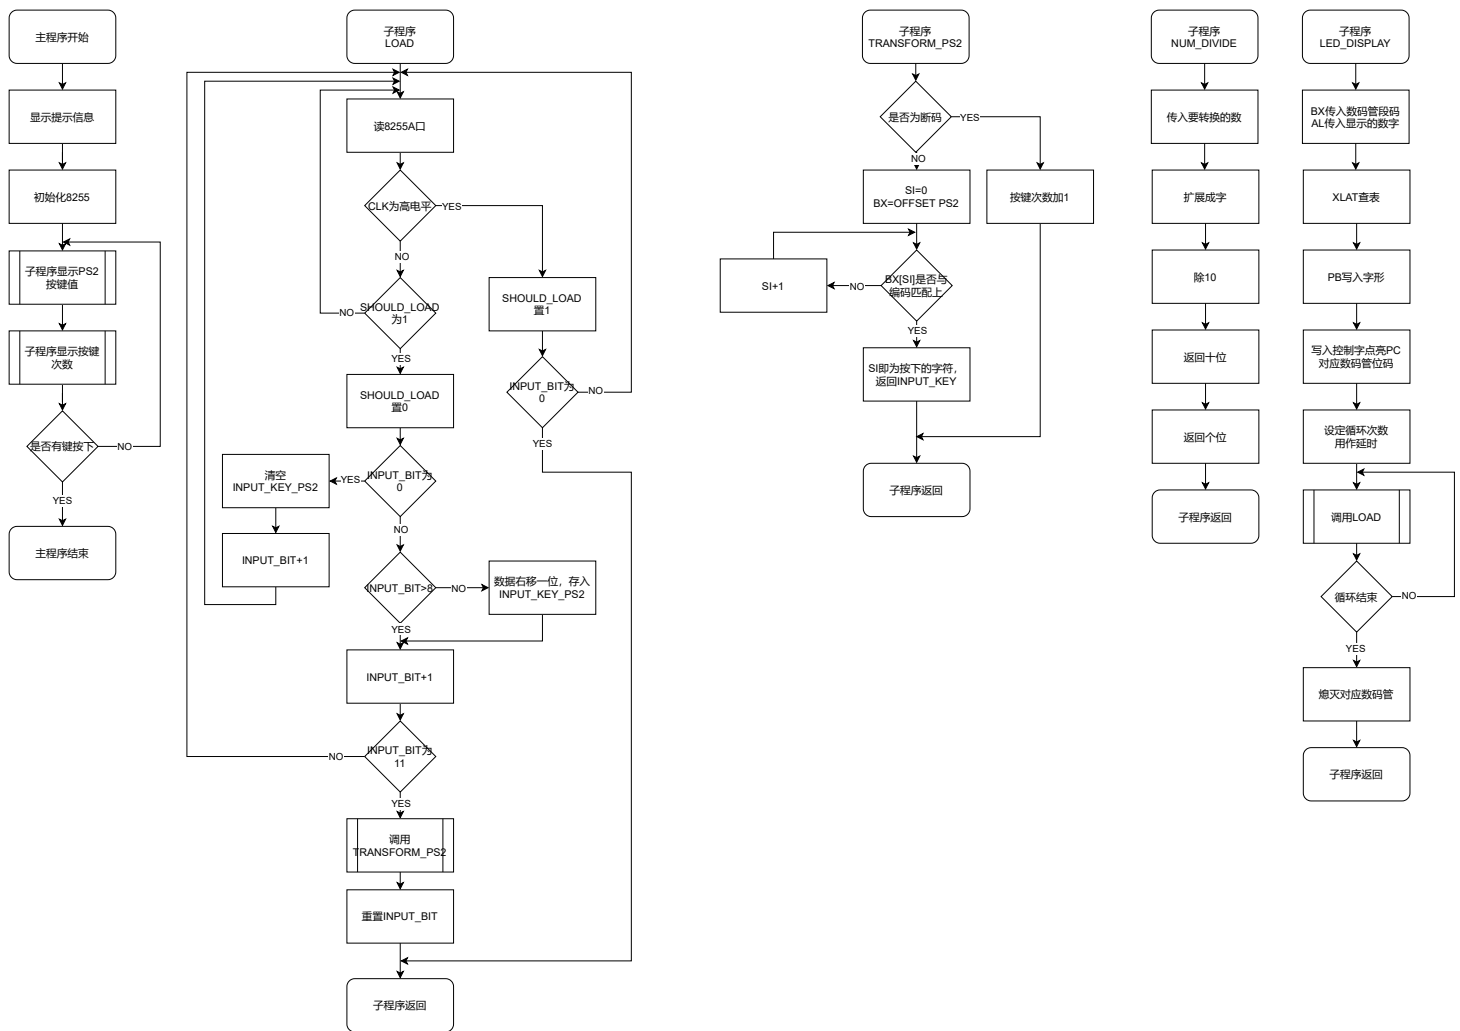 主程序开始
显示提示信息
初始化8255
子程序显示PS2
按键值
子程序显示按键
次数
是否有键按下
NO
YES
主程序结束
子程序
LOAD
读8255A口
CLK为高电平
YES
NO
SHOULD_LOAD
为1
NO
YES
SHOULD_LOAD
置1
INPUT_BIT为
0
NO
YES
SHOULD_LOAD
置0
INPUT_BIT为
0
YES
清空
INPUT_KEY_PS2
INPUT_BIT+1
NO
INPUT_BIT>8
NO
数据右移一位，存入
INPUT_KEY_PS2
YES
INPUT_BIT+1
INPUT_BIT为
11
NO
YES
调用
TRANSFORM_PS2
重置INPUT_BIT
子程序返回
子程序
TRANSFORM_PS2
是否为断码
YES
NO
SI=0
BX=OFFSET PS2
按键次数加1
BX[SI]是否与
编码匹配上
NO
SI+1
YES
SI即为按下的字符，
返回INPUT_KEY
子程序返回
子程序
NUM_DIVIDE
传入要转换的数
扩展成字
除10
返回十位
返回个位
子程序返回
子程序
LED_DISPLAY
BX传入数码管段码
AL传入显示的数字
XLAT查表
PB写入字形
写入控制字点亮PC
对应数码管位码
设定循环次数
用作延时
调用LOAD
循环结束
NO
YES
熄灭对应数码管
子程序返回